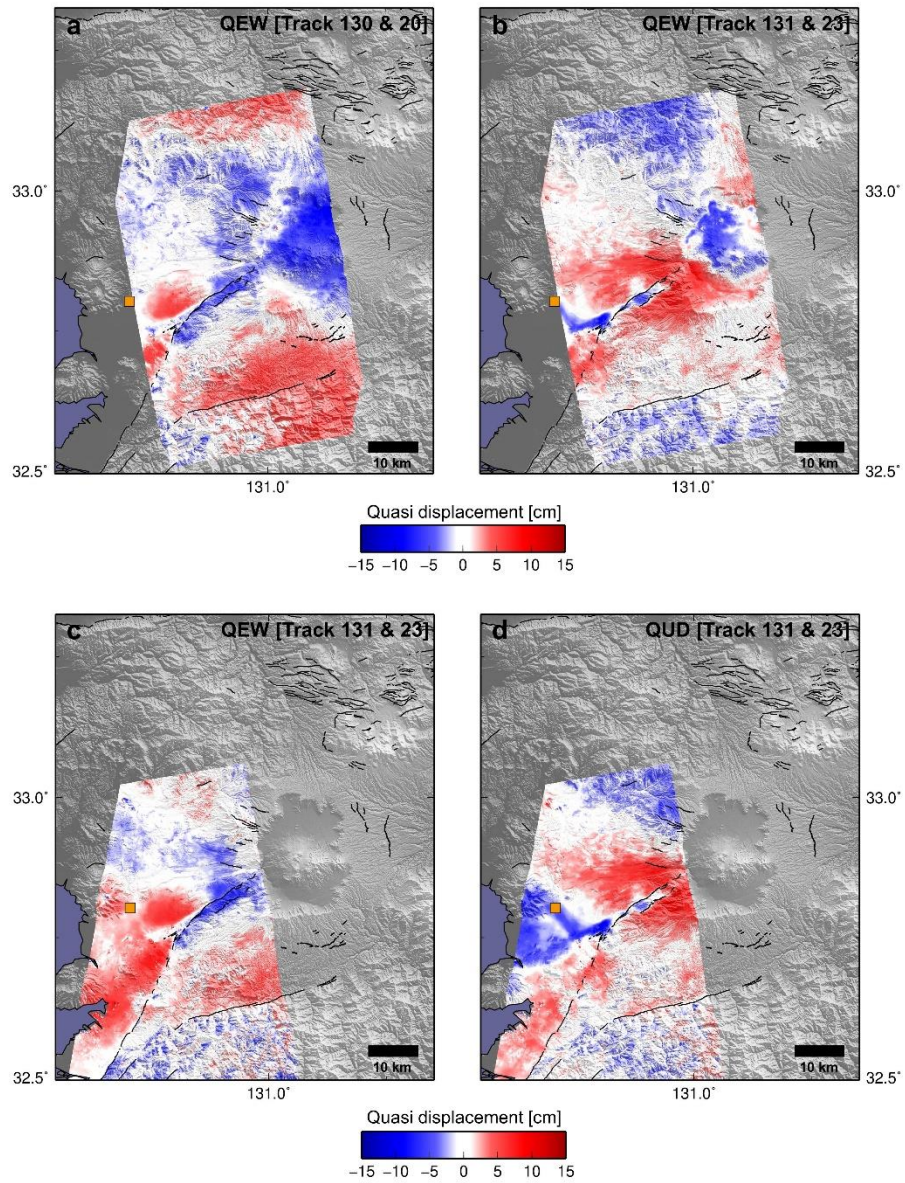 a QEW [Track 130 & 20]
b QEW [Track 131 & 23]
33.0˚
33.0˚
32.5˚
32.5˚
10 km
10 km
131.0˚
131.0˚
Quasi displacement [cm]
−15 −10 −5 0 5 10 15
c QEW [Track 131 & 23]
d QUD [Track 131 & 23]
33.0˚
33.0˚
32.5˚
32.5˚
10 km
10 km
131.0˚
131.0˚
Quasi displacement [cm]
−15 −10 −5 0 5 10 15